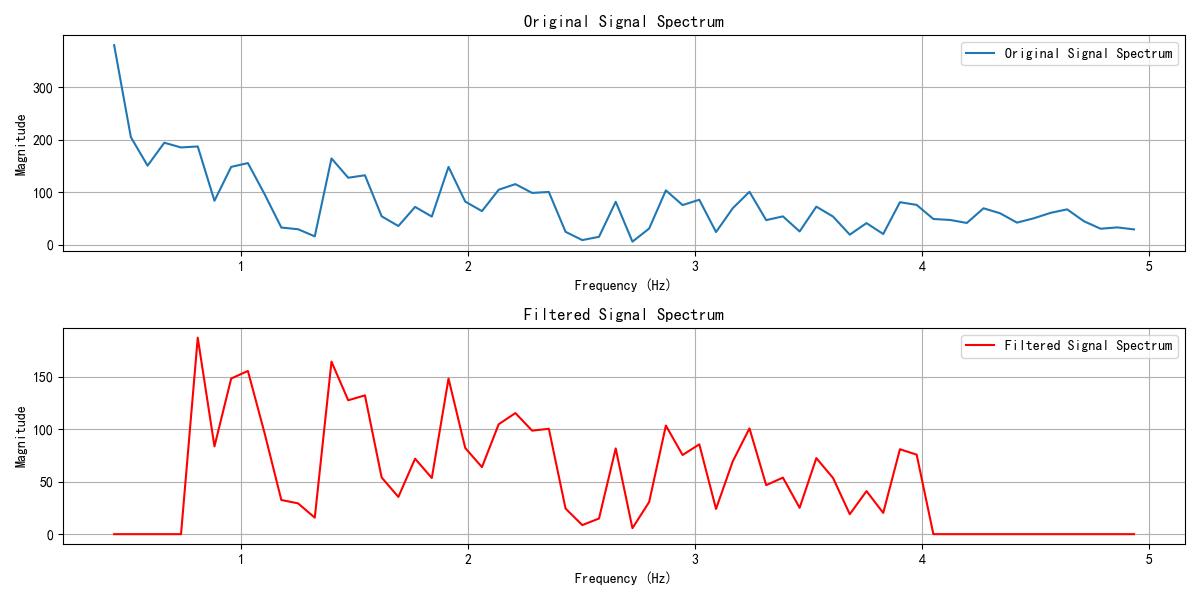 Original Signal Spectrum
Original Signal Spectrum
Magnitude
300
200
100
0
1 2 3 4 5
Frequency (Hz)
Filtered Signal Spectrum
Filtered Signal Spectrum
Magnitude
150
100
50
0
1 2 3 4 5
Frequency (Hz)